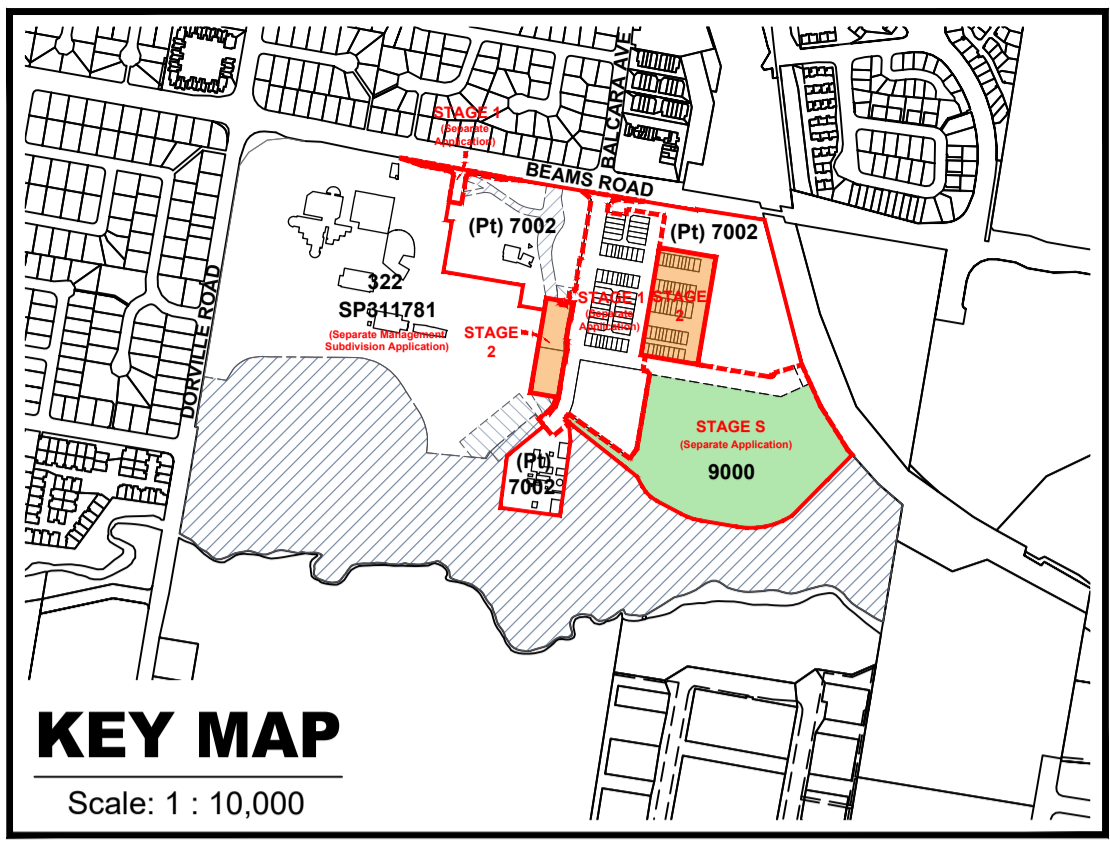 STAGE 1
(Separate
Application)
BALCARA AVE
BEAMS ROAD
(Pt) 7002
(Pt) 7002
322
SP311781
(Separate Management
Subdivision Application)
STAGE
2
STAGE 1
(Separate
Application)
STAGE
2
DORVILLE ROAD
STAGE S
(Separate Application)
9000
(Pt)
7002
KEY MAP
Scale: 1 : 10,000